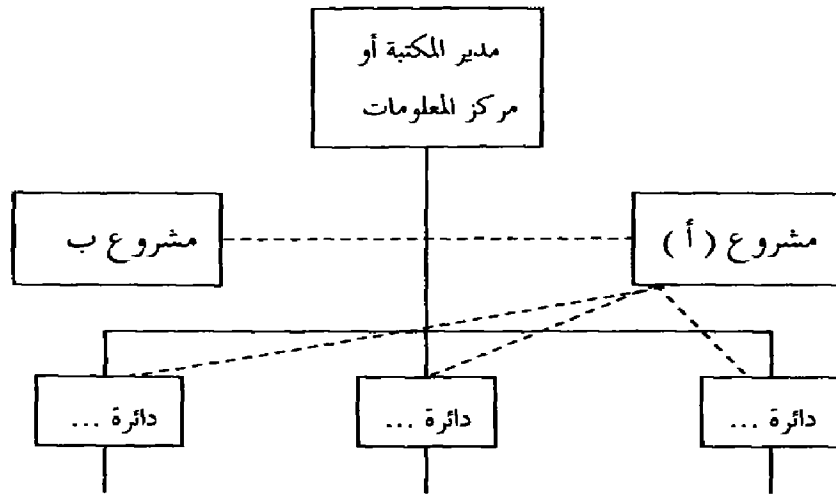 مدير المكتبة أو
مركز المعلومات
مشروع (أ)
مشروع ب
دائرة ...
دائرة ...
دائرة ...